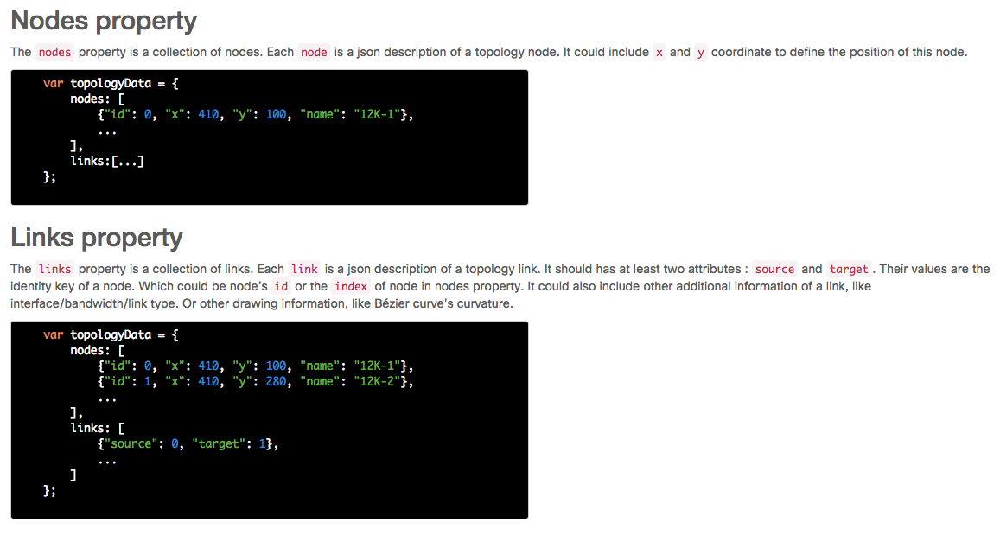 Nodes property
The nodes property is a collection of nodes. Each node is a json description of a topology node. It could include x and y coordinate to define the position of this node.
var topologyData = {
nodes: [
{"id": 0, "x": 410, "y": 100, "name": "12K-1"},
...
],
links:[...]
};
Links property
The links property is a collection of links. Each link is a json description of a topology link. It should has at least two attributes : source and target . Their values are the
identity key of a node. Which could be node's id or the index of node in nodes property. It could also include other additional information of a link, like
interface/bandwidth/link type. Or other drawing information, like Bézier curve's curvature.
var topologyData = {
nodes: [
{"id": 0, "x": 410, "y": 100, "name": "12K-1"},
{"id": 1, "x": 410, "y": 280, "name": "12K-2"},
...
],
links: [
{"source": 0, "target": 1},
...
]
};